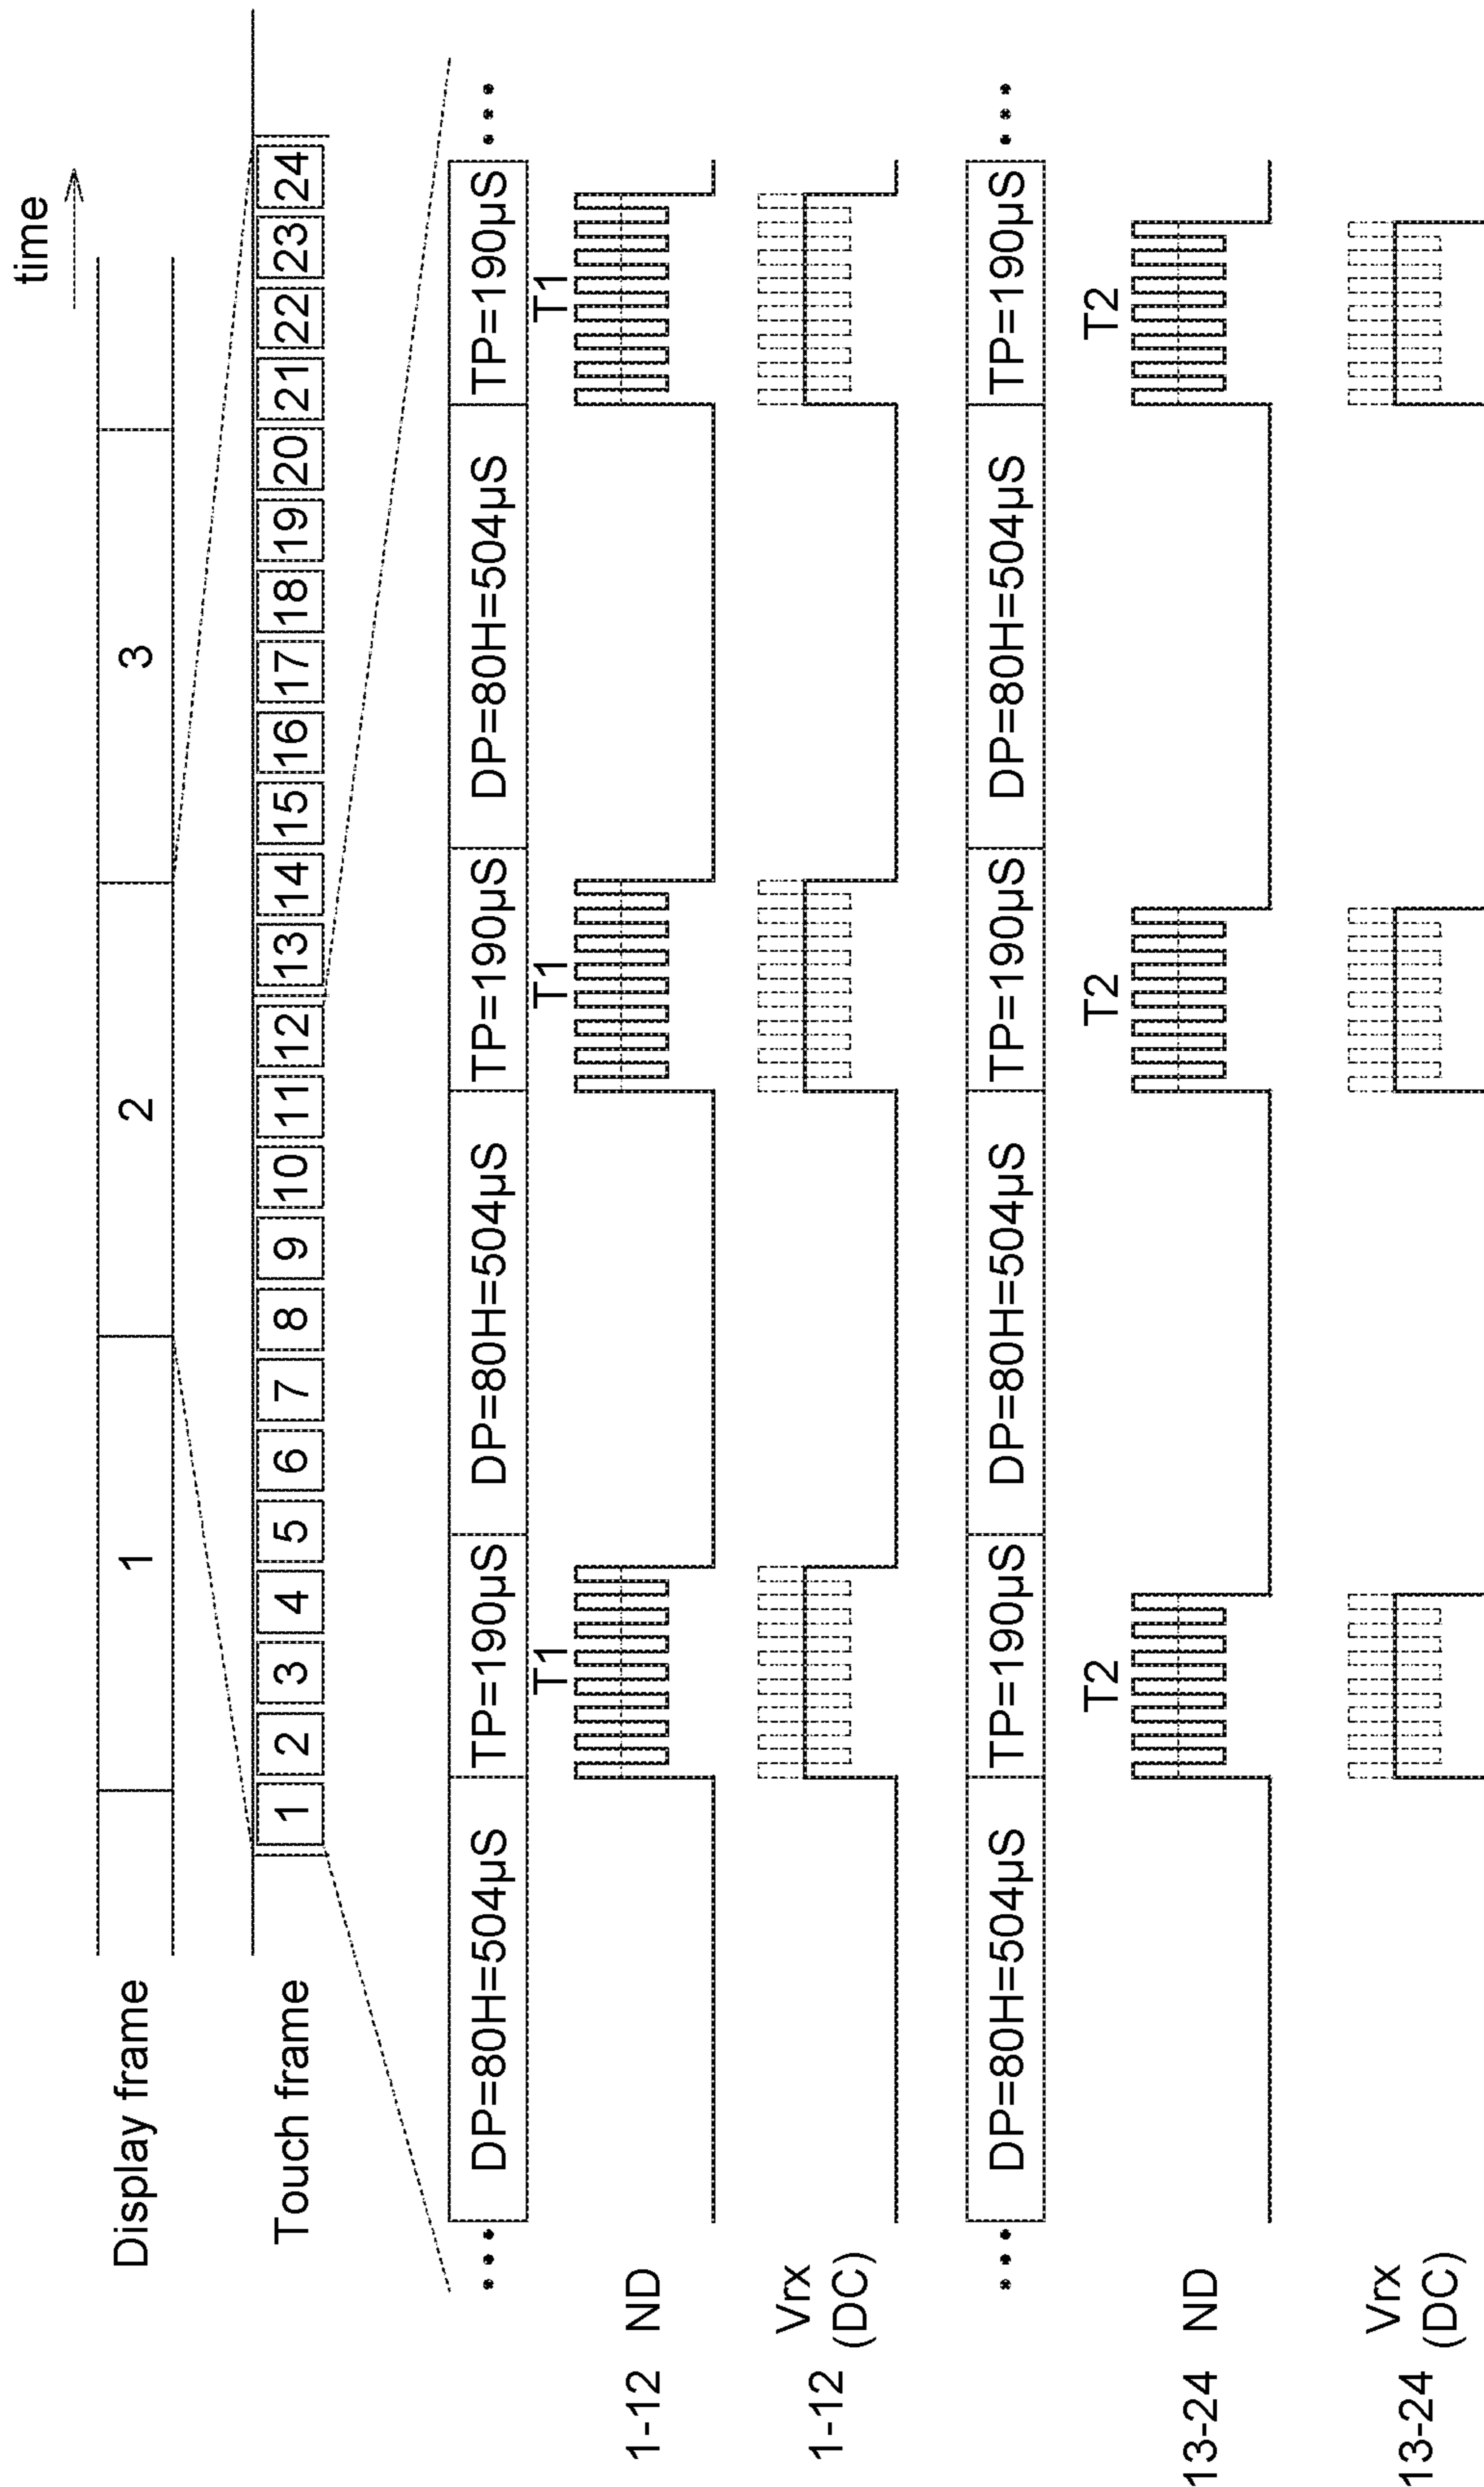 time
Display frame 1 2 3
Touch frame 1 2 3 4 5 6 7 8 9 10 11 12 13 14 15 16 17 18 19 20 21 22 23 24
••• DP=80H=504µS TP=190µS DP=80H=504µS TP=190µS DP=80H=504µS TP=190µS •••
T1 T1 T1
1-12 ND
Vrx
1-12 (DC)
••• DP=80H=504µS TP=190µS DP=80H=504µS TP=190µS DP=80H=504µS TP=190µS •••
T2 T2 T2
13-24 ND
Vrx
13-24 (DC)